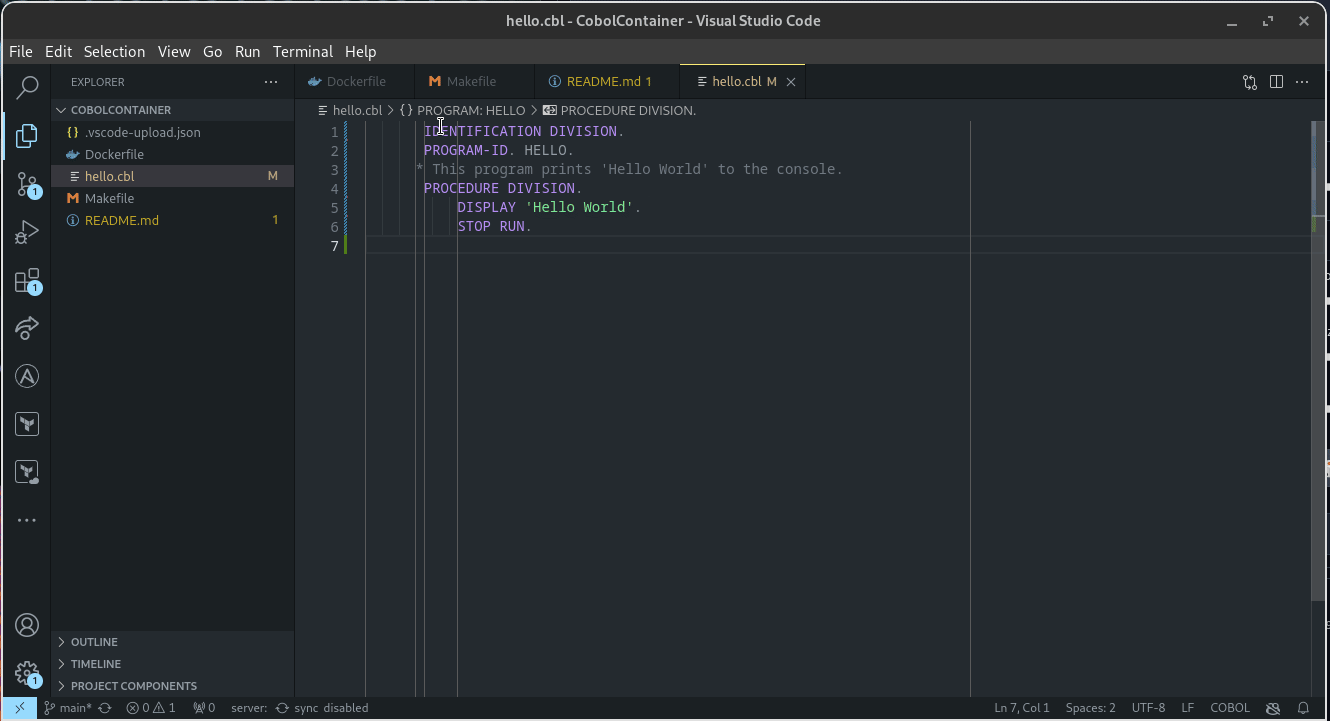 hello.cbl - CobolContainer - Visual Studio Code
File Edit Selection View Go Run Terminal Help
EXPLORER
COBOLCONTAINER
{} .vscode-upload.json
Dockerfile
hello.cbl M
Makefile
README.md 1
1
1
1
OUTLINE
TIMELINE
PROJECT COMPONENTS
Dockerfile Makefile README.md 1 hello.cbl M
hello.cbl > {} PROGRAM: HELLO > PROCEDURE DIVISION.
1 IDENTIFICATION DIVISION.
2 PROGRAM-ID. HELLO.
3 * This program prints 'Hello World' to the console.
4 PROCEDURE DIVISION.
5 DISPLAY 'Hello World'.
6 STOP RUN.
7
main* 0 1 0 server: sync disabled Ln 7, Col 1 Spaces: 2 UTF-8 LF COBOL